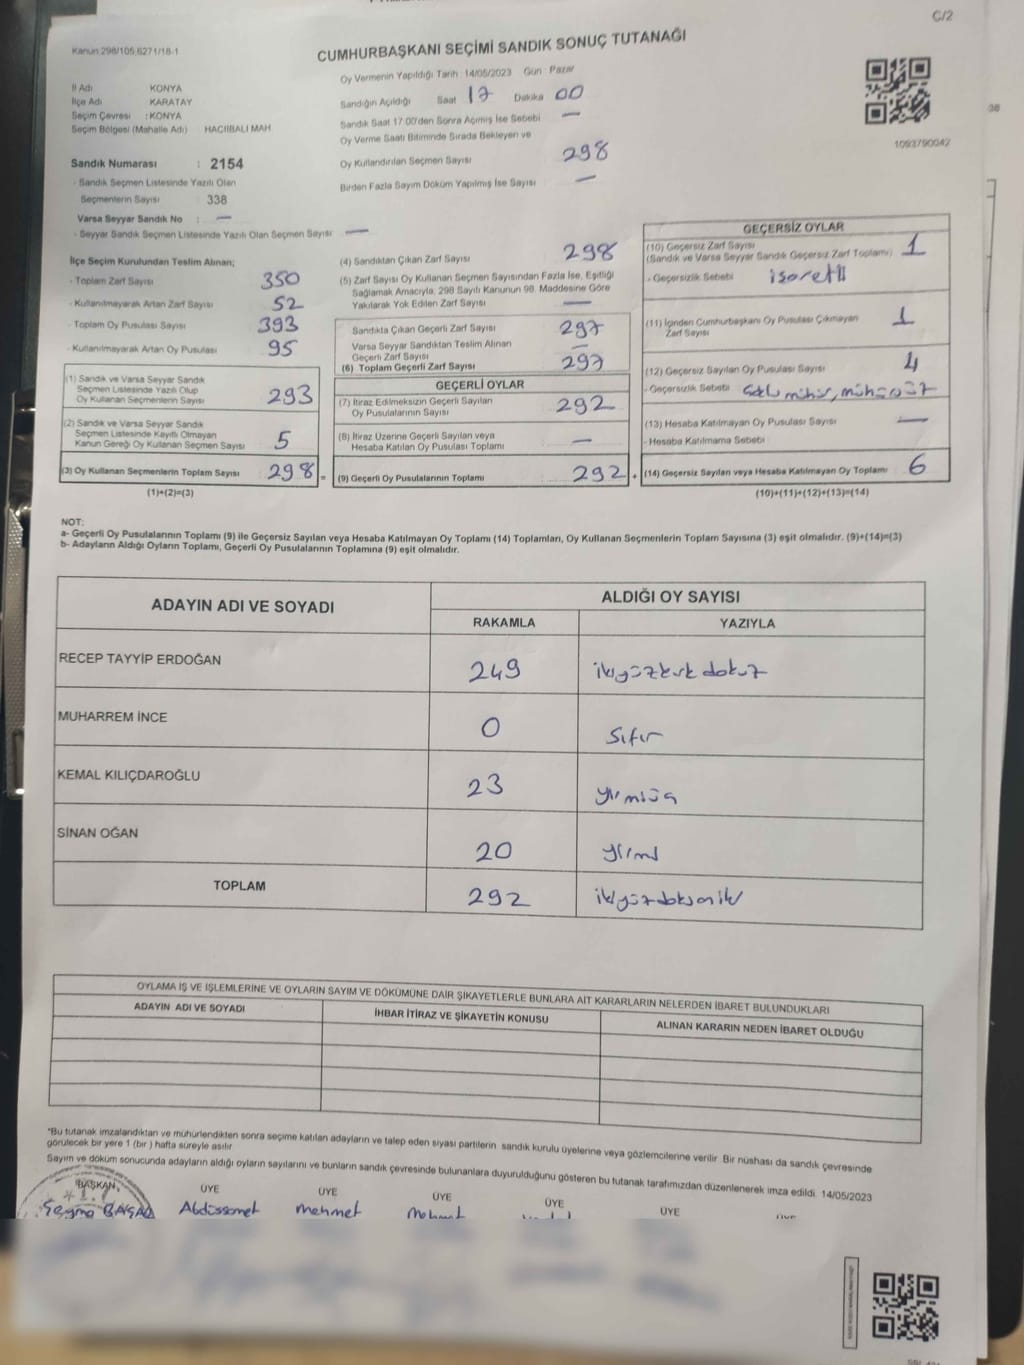 C/2
Kanun 298/105.6271/18-1
CUMHURBAŞKANI SEÇİMİ SANDIK SONUÇ TUTANAĞI
İl Adı KONYA
İlçe Adı KARATAY
Seçim Çevresi : KONYA
Seçim Bölgesi (Mahalle Adı) HACIİBALI MAH
Sandık Numarası : 2154
- Sandık Seçmen Listesinde Yazılı Olan
Seçmenlerin Sayısı : 338
Varsa Seyyar Sandık No : —
- Seyyar Sandık Seçmen Listesinde Yazılı Olan Seçmen Sayısı —
Oy Vermenin Yapıldığı Tarih : 14/05/2023 Gün : Pazar
Sandığın Açıldığı Saat 17 Dakika 00
Sandık Saat 17:00'den Sonra Açılmış İse Sebebi —
Oy Verme Saati Bitiminde Sırada Bekleyen ve
Oy Kullandırılan Seçmen Sayısı 298
Birden Fazla Sayım Döküm Yapılmış İse Sayısı —
1093790042
İlçe Seçim Kurulundan Teslim Alınan;
- Toplam Zarf Sayısı 350
- Kullanılmayarak Artan Zarf Sayısı 52
- Toplam Oy Pusulası Sayısı 393
- Kullanılmayarak Artan Oy Pusulası 95
(1) Sandık ve Varsa Seyyar Sandık
Seçmen Listesinde Yazılı Olup
Oy Kullanan Seçmenlerin Sayısı 293
(2) Sandık ve Varsa Seyyar Sandık
Seçmen Listesinde Kayıtlı Olmayan
Kanun Gereği Oy Kullanan Seçmen Sayısı 5
(3) Oy Kullanan Seçmenlerin Toplam Sayısı 298 =
(1)+(2)=(3)
(4) Sandıktan Çıkan Zarf Sayısı 298
(5) Zarf Sayısı Oy Kullanan Seçmen Sayısından Fazla İse, Eşitliği
Sağlamak Amacıyla, 298 Sayılı Kanunun 98. Maddesine Göre
Yakılarak Yok Edilen Zarf Sayısı —
Sandıkta Çıkan Geçerli Zarf Sayısı 297
Varsa Seyyar Sandıktan Teslim Alınan
Geçerli Zarf Sayısı —
(6) Toplam Geçerli Zarf Sayısı 297
GEÇERLİ OYLAR
(7) İtiraz Edilmeksizin Geçerli Sayılan
Oy Pusulalarının Sayısı 292
(8) İtiraz Üzerine Geçerli Sayılan veya
Hesaba Katılan Oy Pusulası Toplamı —
(9) Geçerli Oy Pusulalarının Toplamı 292 +
GEÇERSİZ OYLAR
(10) Geçersiz Zarf Sayısı
(Sandık ve Varsa Seyyar Sandık Geçersiz Zarf Toplamı) 1
- Geçersizlik Sebebi işaretli
(11) İçinden Cumhurbaşkanı Oy Pusulası Çıkmayan
Zarf Sayısı 1
(12) Geçersiz Sayılan Oy Pusulası Sayısı 4
- Geçersizlik Sebebi
(13) Hesaba Katılmayan Oy Pusulası Sayısı —
- Hesaba Katılmama Sebebi
(14) Geçersiz Sayılan veya Hesaba Katılmayan Oy Toplamı 6
(10)+(11)+(12)+(13)=(14)
NOT:
a- Geçerli Oy Pusulalarının Toplamı (9) ile Geçersiz Sayılan veya Hesaba Katılmayan Oy Toplamı (14) Toplamları, Oy Kullanan Seçmenlerin Toplam Sayısına (3) eşit olmalıdır. (9)+(14)=(3)
b- Adayların Aldığı Oyların Toplamı, Geçerli Oy Pusulalarının Toplamına (9) eşit olmalıdır.
ADAYIN ADI VE SOYADI ALDIĞI OY SAYISI
RAKAMLA YAZIYLA
RECEP TAYYİP ERDOĞAN 249 ikiyüzkırk dokuz
MUHARREM İNCE 0 Sıfır
KEMAL KILIÇDAROĞLU 23 yirmiüç
SİNAN OĞAN 20 yirmi
TOPLAM 292 ikiyüzdoksaniki
OYLAMA İŞ VE İŞLEMLERİNE VE OYLARIN SAYIM VE DÖKÜMÜNE DAİR ŞİKAYETLERLE BUNLARA AİT KARARLARIN NELERDEN İBARET BULUNDUKLARI
ADAYIN ADI VE SOYADI İHBAR İTİRAZ VE ŞİKAYETİN KONUSU ALINAN KARARIN NEDEN İBARET OLDUĞU
*Bu tutanak imzalandıktan ve mühürlendikten sonra seçime katılan adayların ve talep eden siyasi partilerin sandık kurulu üyelerine veya gözlemcilerine verilir. Bir nüshası da sandık çevresinde
görülecek bir yere 1 (bir) hafta süreyle asılır
Sayım ve döküm sonucunda adayların aldığı oyların sayılarını ve bunların sandık çevresinde bulunanlara duyurulduğunu gösteren bu tutanak tarafımızdan düzenlenerek imza edildi. 14/05/2023
BAŞKAN ÜYE ÜYE ÜYE ÜYE ÜYE
Şeyma Abdüssamet Mehmet Mehmet